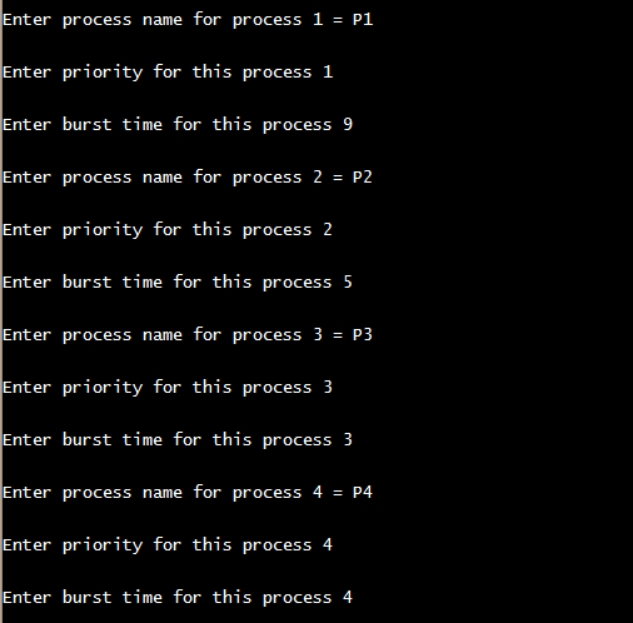 Enter process name for process 1 = P1
Enter priority for this process 1
Enter burst time for this process 9
Enter process name for process 2 = P2
Enter priority for this process 2
Enter burst time for this process 5
Enter process name for process 3 = P3
Enter priority for this process 3
Enter burst time for this process 3
Enter process name for process 4 = P4
Enter priority for this process 4
Enter burst time for this process 4